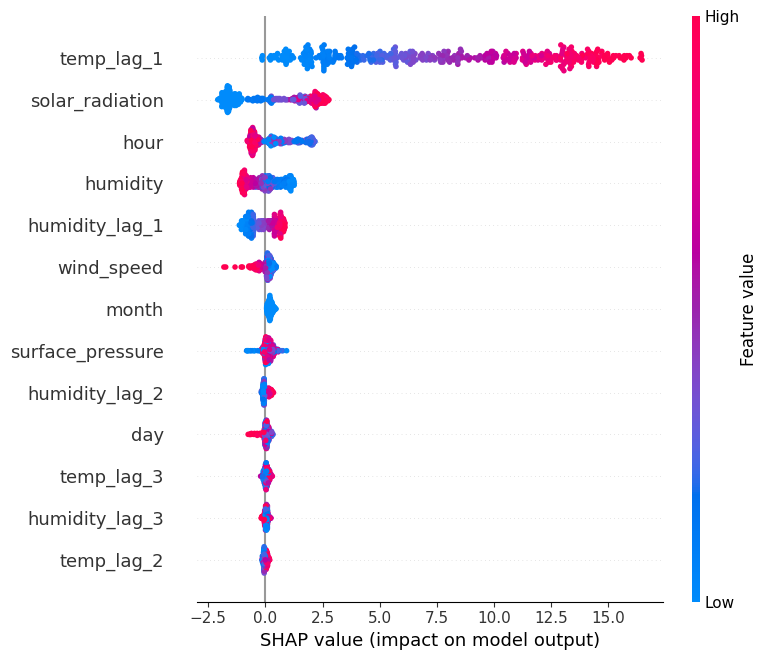 High
temp_lag_1
solar_radiation
hour
humidity
humidity_lag_1
wind_speed
month
surface_pressure
humidity_lag_2
day
temp_lag_3
humidity_lag_3
temp_lag_2
Feature value
Low
−2.5 0.0 2.5 5.0 7.5 10.0 12.5 15.0
SHAP value (impact on model output)